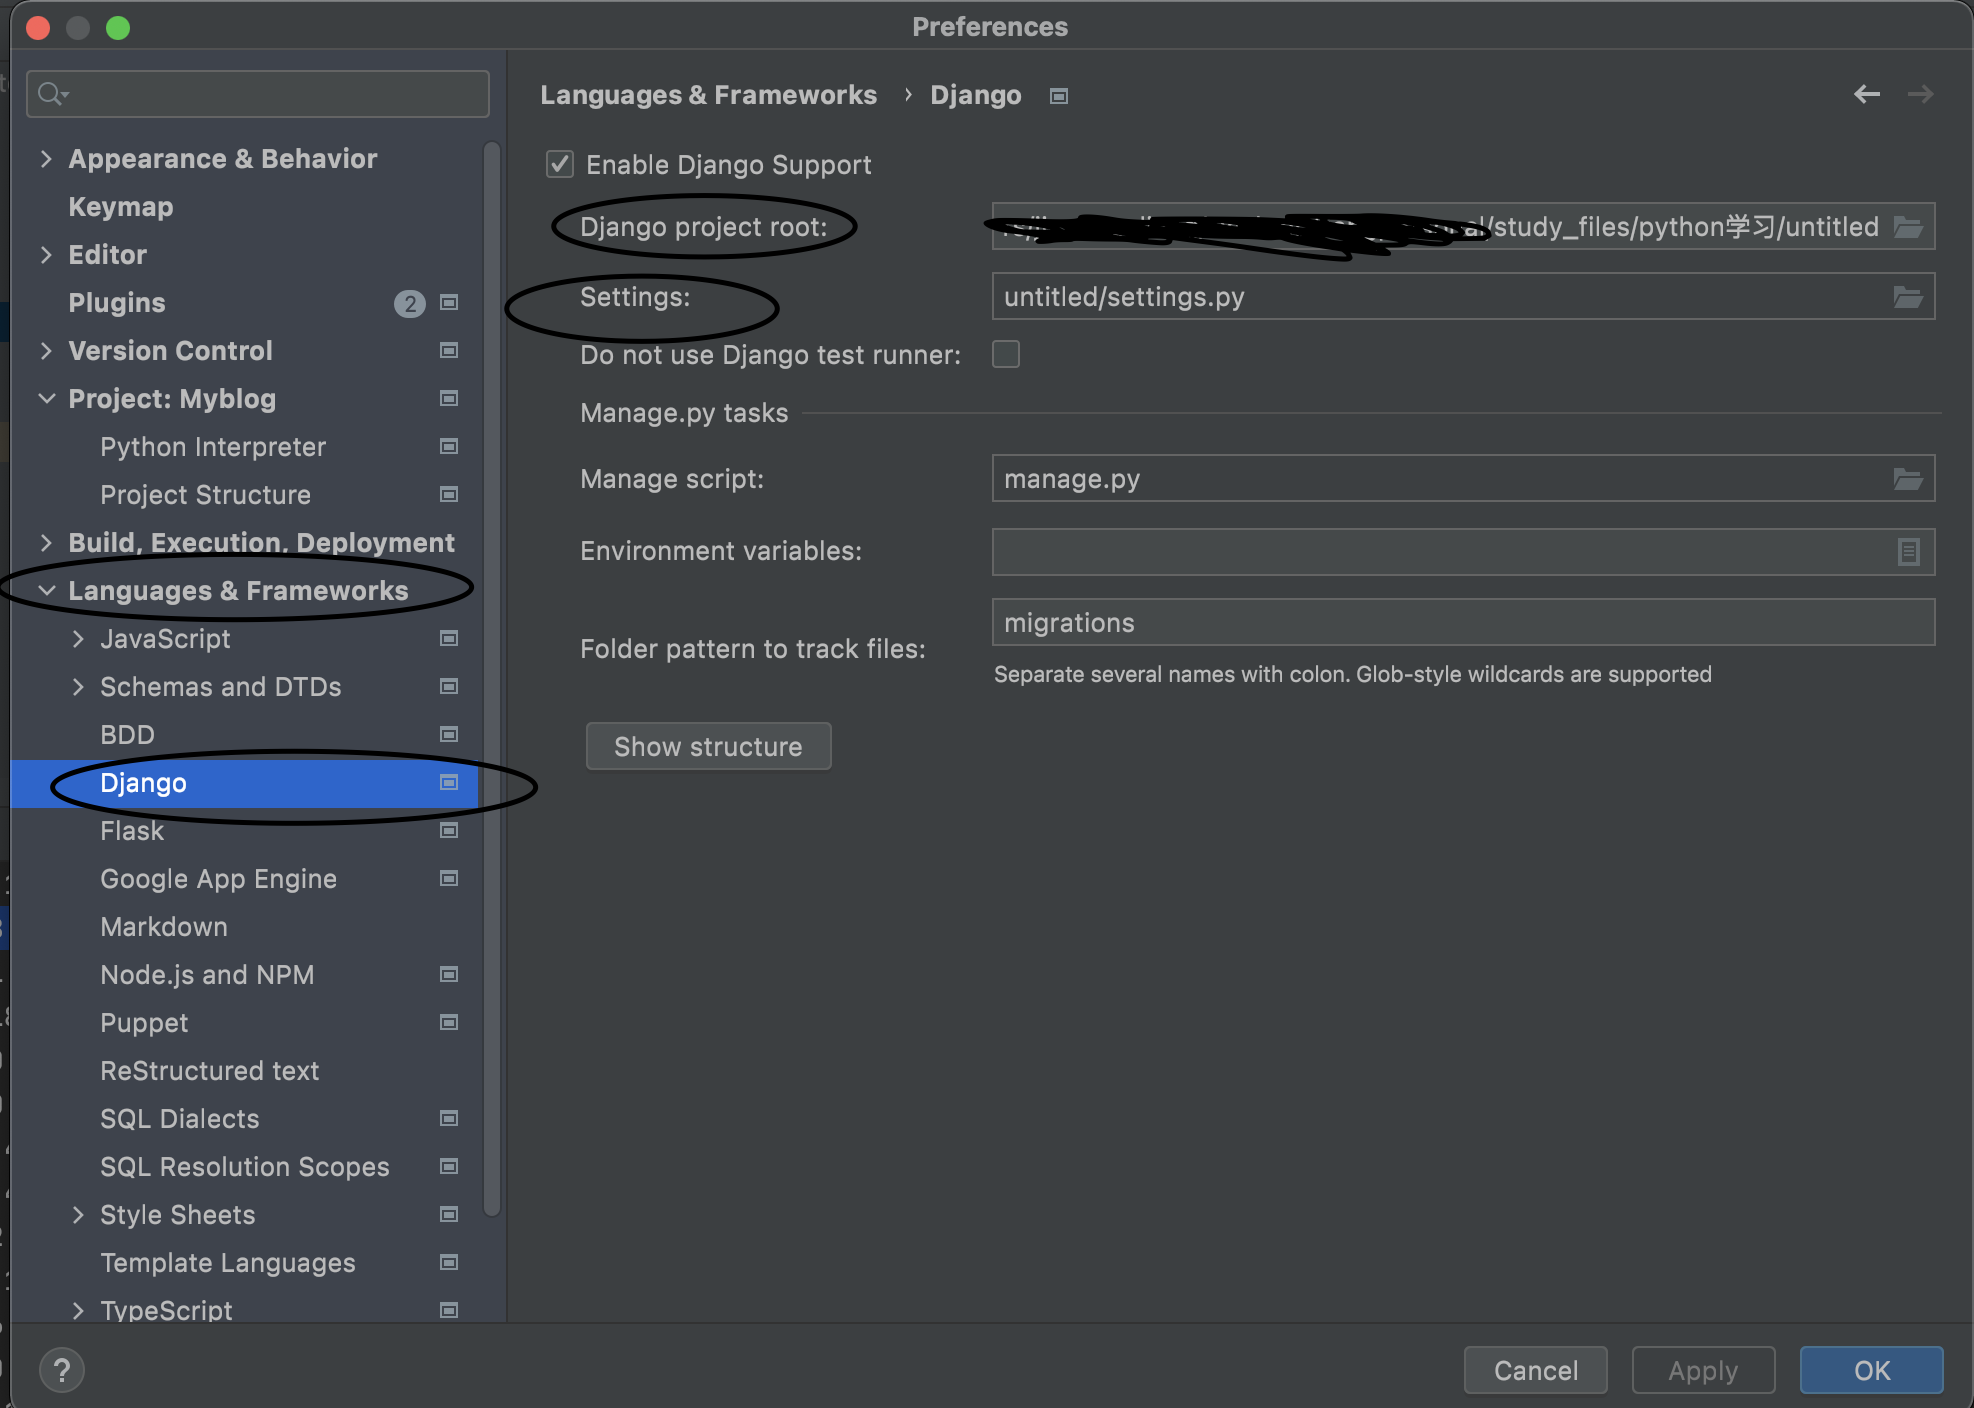 Preferences
Languages & Frameworks › Django
Appearance & Behavior
Keymap
Editor
Plugins 2
Version Control
Project: Myblog
Python Interpreter
Project Structure
Build, Execution, Deployment
Languages & Frameworks
JavaScript
Schemas and DTDs
BDD
Django
Flask
Google App Engine
Markdown
Node.js and NPM
Puppet
ReStructured text
SQL Dialects
SQL Resolution Scopes
Style Sheets
Template Languages
TypeScript
Enable Django Support
Django project root: /study_files/python学习/untitled
Settings: untitled/settings.py
Do not use Django test runner:
Manage.py tasks
Manage script: manage.py
Environment variables:
Folder pattern to track files: migrations
Separate several names with colon. Glob-style wildcards are supported
Show structure
?
Cancel
Apply
OK